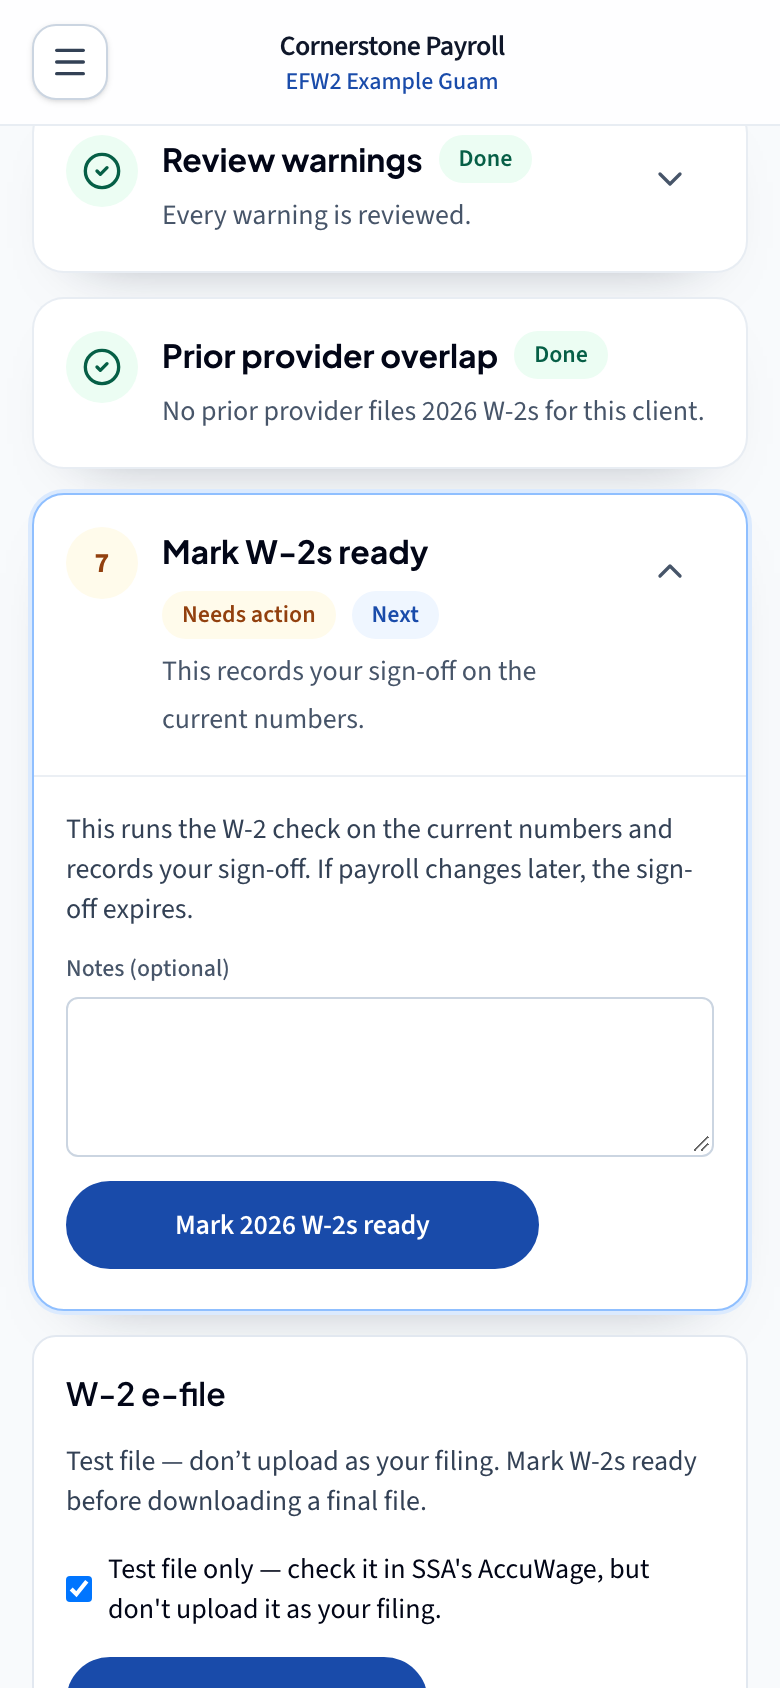 Cornerstone Payroll
EFW2 Example Guam
Review warnings Done
Every warning is reviewed.
Prior provider overlap Done
No prior provider files 2026 W-2s for this client.
7 Mark W-2s ready
Needs action Next
This records your sign-off on the
current numbers.
This runs the W-2 check on the current numbers and
records your sign-off. If payroll changes later, the sign-
off expires.
Notes (optional)
Mark 2026 W-2s ready
W-2 e-file
Test file — don’t upload as your filing. Mark W-2s ready
before downloading a final file.
Test file only — check it in SSA's AccuWage, but
don't upload it as your filing.